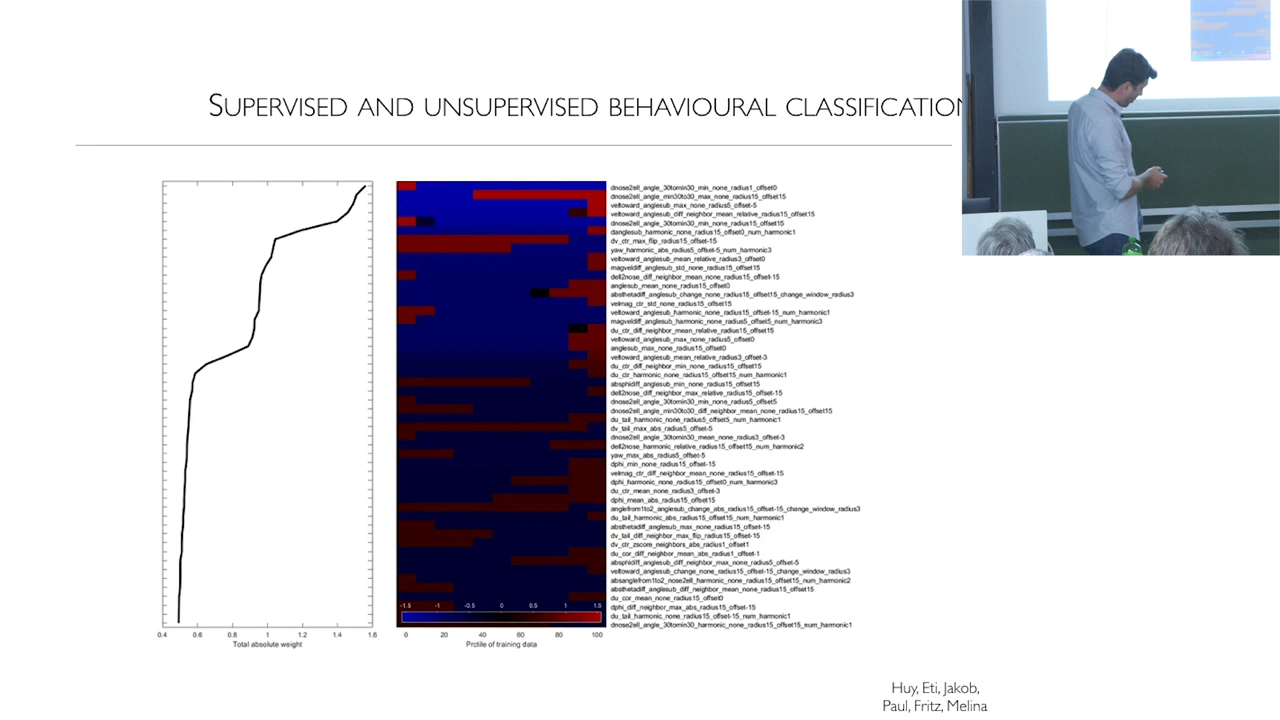 SUPERVISED AND UNSUPERVISED BEHAVIOURAL CLASSIFICATION
dnose2ell_angle_30tomin30_min_none_radius1_offset0
dnose2ell_angle_min30to30_max_none_radius15_offset15
veltoward_anglesub_max_none_radius5_offset-5
veltoward_anglesub_diff_neighbor_mean_relative_radius15_offset15
dnose2ell_angle_30tomin30_min_none_radius15_offset15
danglesub_harmonic_none_radius15_offset0_num_harmonic1
dv_ctr_max_flip_radius15_offset-15
yaw_harmonic_abs_radius5_offset-5_num_harmonic3
veltoward_anglesub_mean_relative_radius3_offset0
magveldiff_anglesub_std_none_radius15_offset15
dell2nose_diff_neighbor_mean_none_radius15_offset-15
anglesub_mean_none_radius15_offset0
absthetadiff_anglesub_change_none_radius15_offset15_change_window_radius3
velmag_ctr_std_none_radius15_offset15
veltoward_anglesub_harmonic_none_radius15_offset-15_num_harmonic1
magveldiff_anglesub_harmonic_none_radius5_offset5_num_harmonic3
du_ctr_diff_neighbor_mean_relative_radius15_offset15
veltoward_anglesub_max_none_radius5_offset0
anglesub_max_none_radius15_offset0
veltoward_anglesub_mean_relative_radius3_offset-3
du_ctr_diff_neighbor_min_none_radius15_offset15
du_ctr_harmonic_none_radius15_offset15_num_harmonic1
absphidiff_anglesub_min_none_radius15_offset15
dell2nose_diff_neighbor_max_relative_radius15_offset-15
dnose2ell_angle_30tomin30_min_none_radius5_offset5
dnose2ell_angle_min30to30_diff_neighbor_mean_none_radius15_offset15
du_tail_harmonic_none_radius5_offset5_num_harmonic1
dv_tail_max_abs_radius5_offset-5
dnose2ell_angle_30tomin30_mean_none_radius3_offset-3
dell2nose_harmonic_relative_radius15_offset15_num_harmonic2
yaw_max_abs_radius5_offset-5
dphi_min_none_radius15_offset-15
velmag_ctr_diff_neighbor_mean_none_radius15_offset-15
dphi_harmonic_none_radius15_offset0_num_harmonic3
du_ctr_mean_none_radius3_offset-3
dphi_mean_abs_radius15_offset15
anglefrom1to2_anglesub_change_abs_radius15_offset-15_change_window_radius3
du_tail_harmonic_abs_radius15_offset15_num_harmonic1
absthetadiff_anglesub_max_none_radius15_offset-15
dv_tail_diff_neighbor_max_flip_radius15_offset-15
dv_ctr_zscore_neighbors_abs_radius1_offset1
du_cor_diff_neighbor_mean_abs_radius1_offset-1
absphidiff_anglesub_diff_neighbor_max_none_radius5_offset-5
veltoward_anglesub_change_none_radius15_offset-15_change_window_radius3
absanglefrom1to2_nose2ell_harmonic_none_radius15_offset15_num_harmonic2
absthetadiff_anglesub_diff_neighbor_mean_none_radius15_offset15
du_cor_mean_none_radius15_offset0
dphi_diff_neighbor_max_abs_radius15_offset-15
du_tail_harmonic_none_radius15_offset-15_num_harmonic1
dnose2ell_angle_30tomin30_harmonic_none_radius15_offset15_num_harmonic1
-1.5 -1 -0.5 0 0.5 1 1.5
0.4 0.6 0.8 1 1.2 1.4 1.6
Total absolute weight
0 20 40 60 80 100
Prctile of training data
Huy, Eti, Jakob,
Paul, Fritz, Melina